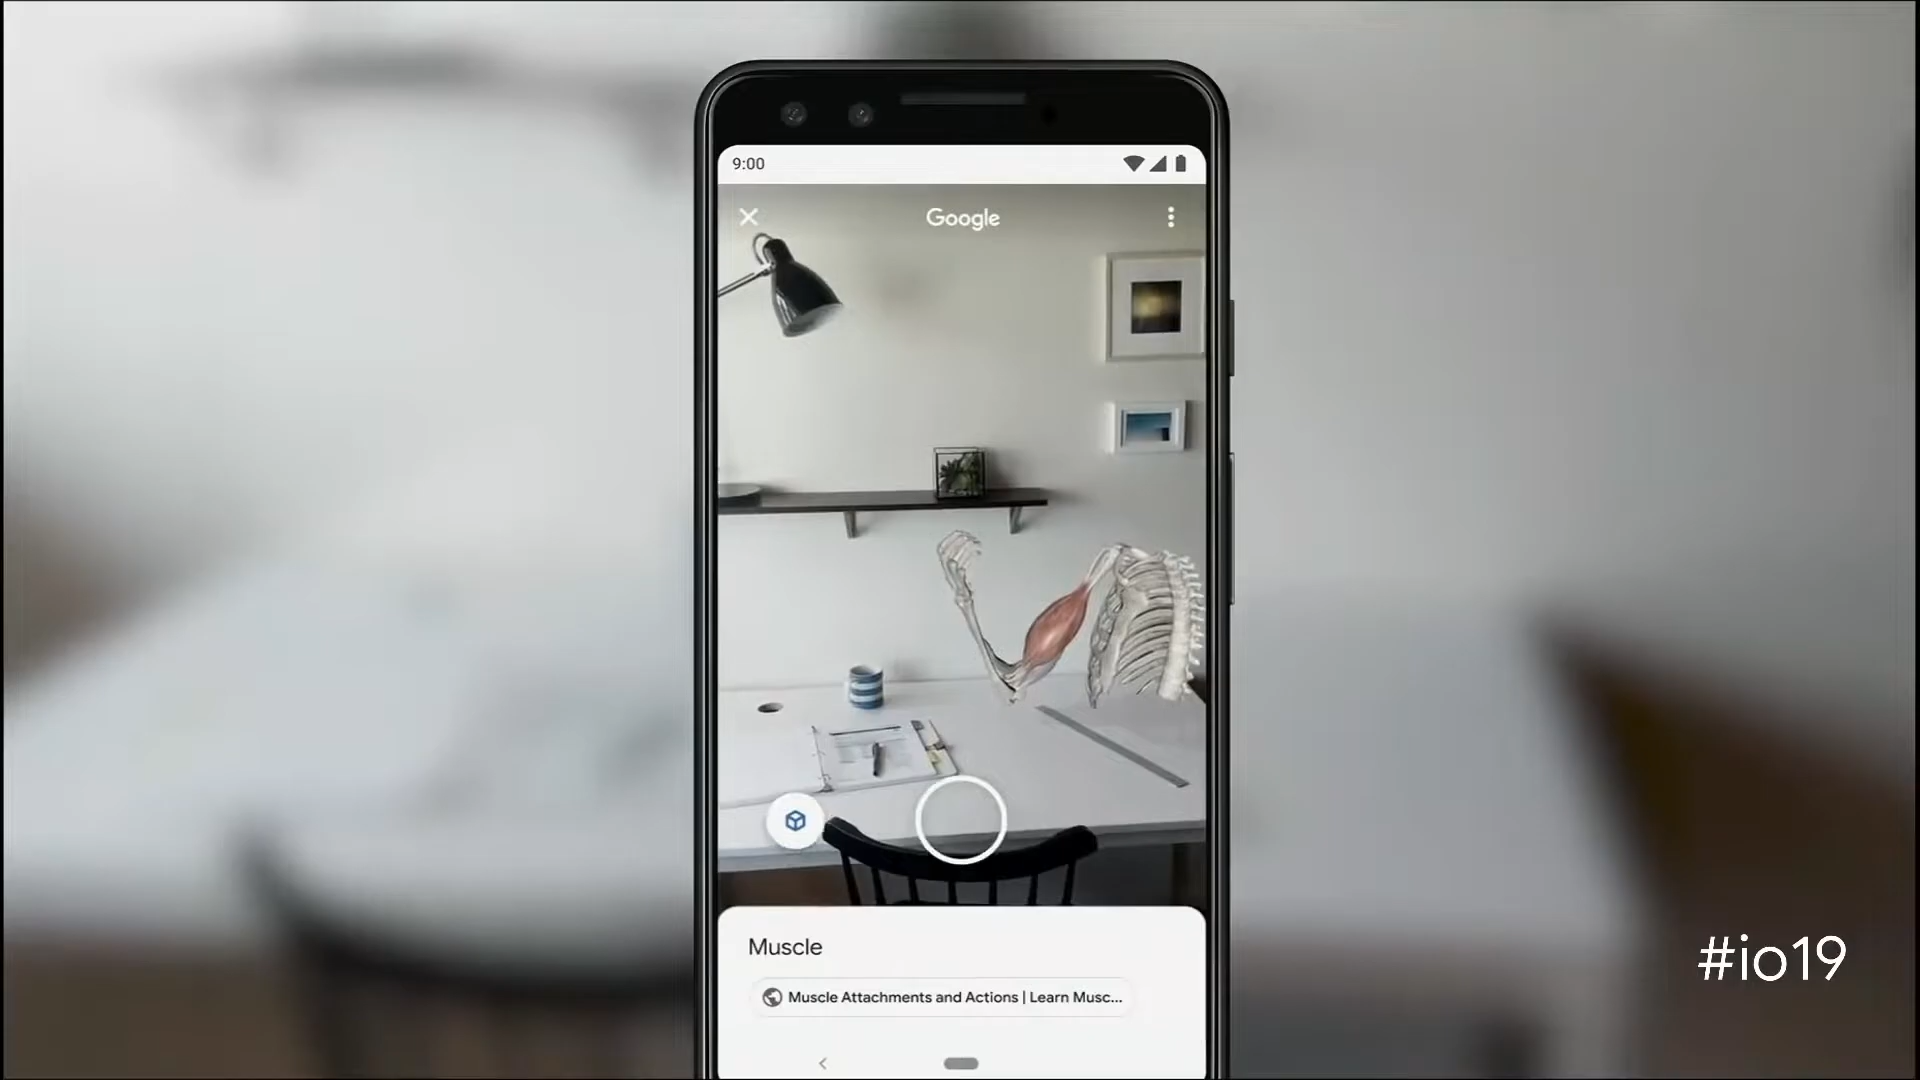 9:00
Google
Muscle
Muscle Attachments and Actions | Learn Musc...
#io19